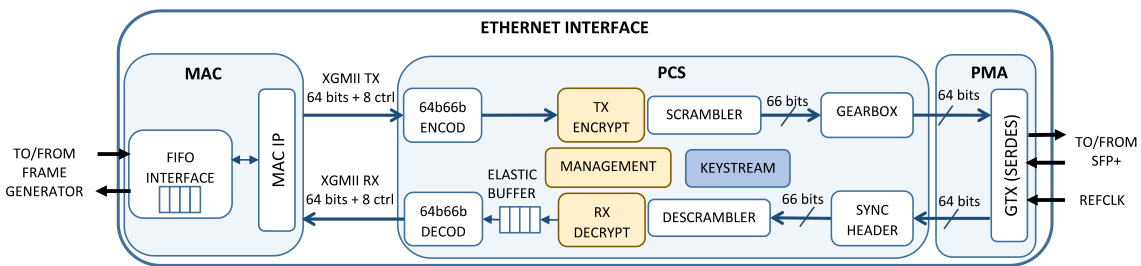 ETHERNET INTERFACE
MAC
PCS
PMA
XGMII TX
64 bits + 8 ctrl
64b66b
ENCOD
TX
ENCRYPT
SCRAMBLER
66 bits
GEARBOX
64 bits
TO/FROM
FRAME
GENERATOR
FIFO
INTERFACE
MAC IP
MANAGEMENT
KEYSTREAM
GTX (SERDES)
TO/FROM
SFP+
REFCLK
XGMII RX
64 bits + 8 ctrl
64b66b
DECOD
ELASTIC
BUFFER
RX
DECRYPT
DESCRAMBLER
66 bits
SYNC
HEADER
64 bits